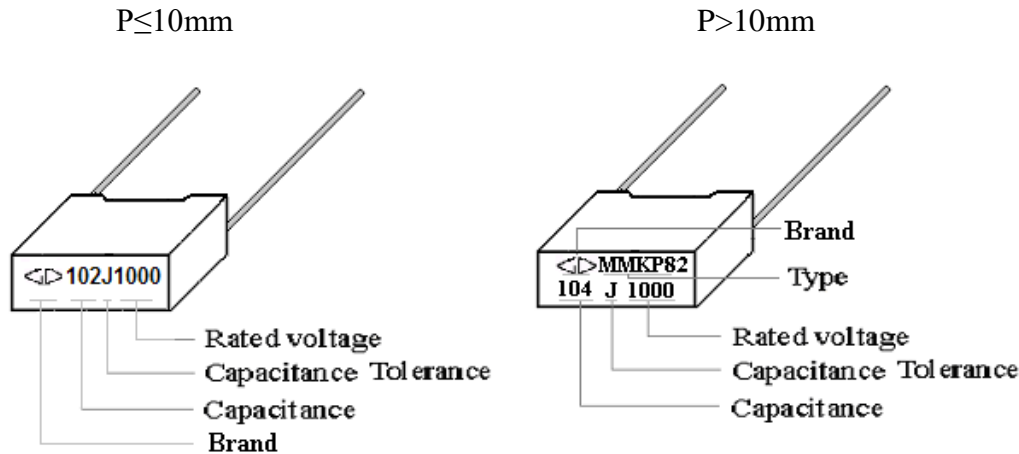 P≤10mm
102J1000
Rated voltage
Capacitance Tolerance
Capacitance
Brand
P>10mm
MMKP82
104 J 1000
Brand
Type
Rated voltage
Capacitance Tolerance
Capacitance